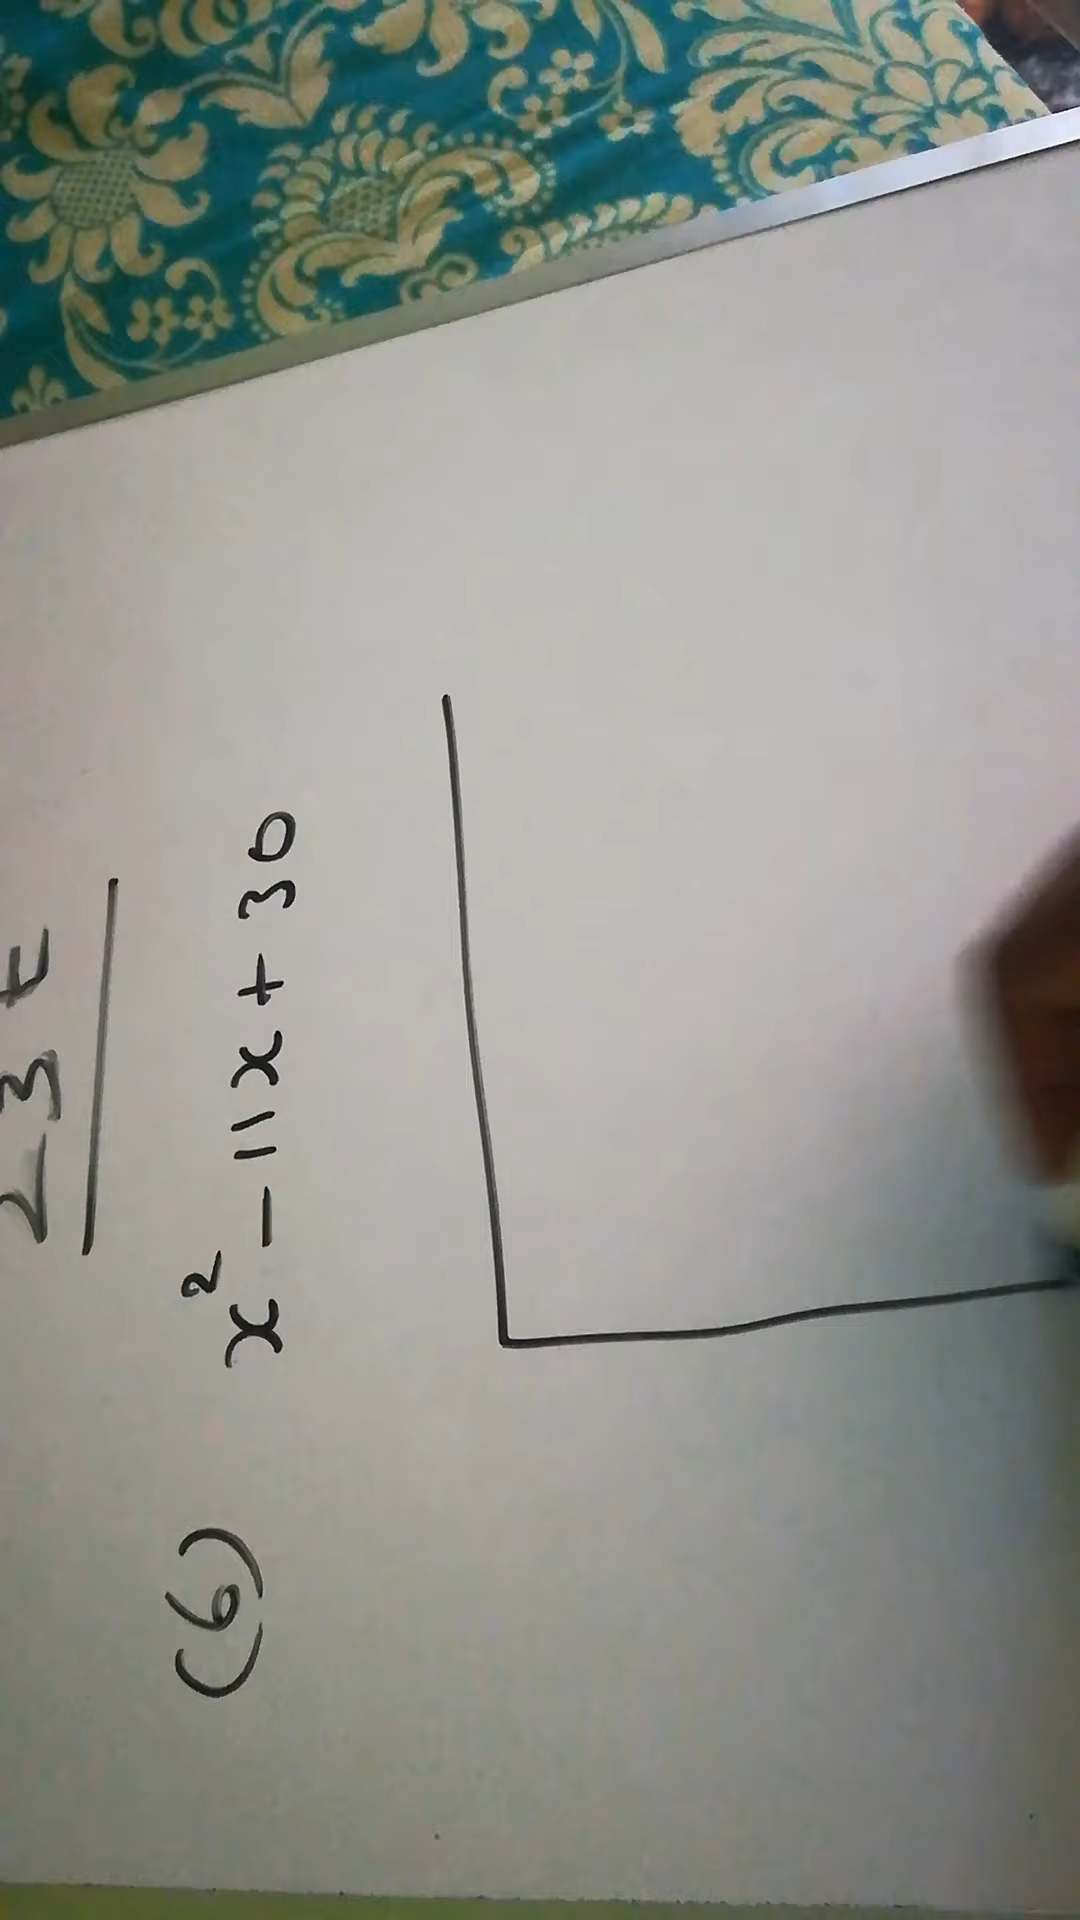 (6) x² - 11x + 30